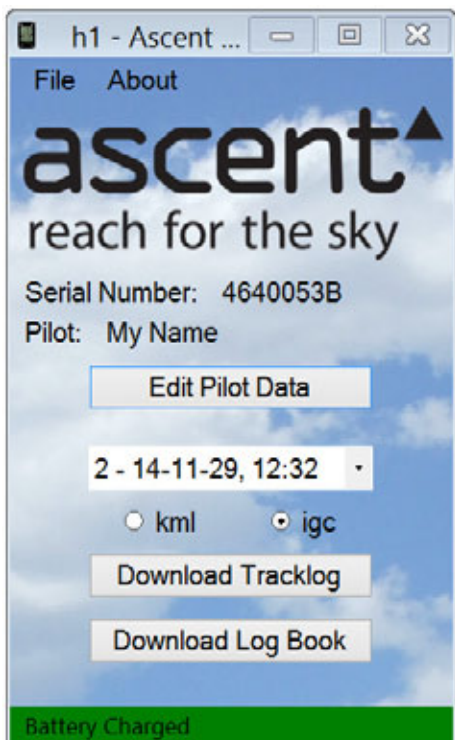 h1 - Ascent ...
File About
ascent
reach for the sky
Serial Number: 4640053B
Pilot: My Name
Edit Pilot Data
2 - 14-11-29, 12:32
kml igc
Download Tracklog
Download Log Book
Battery Charged